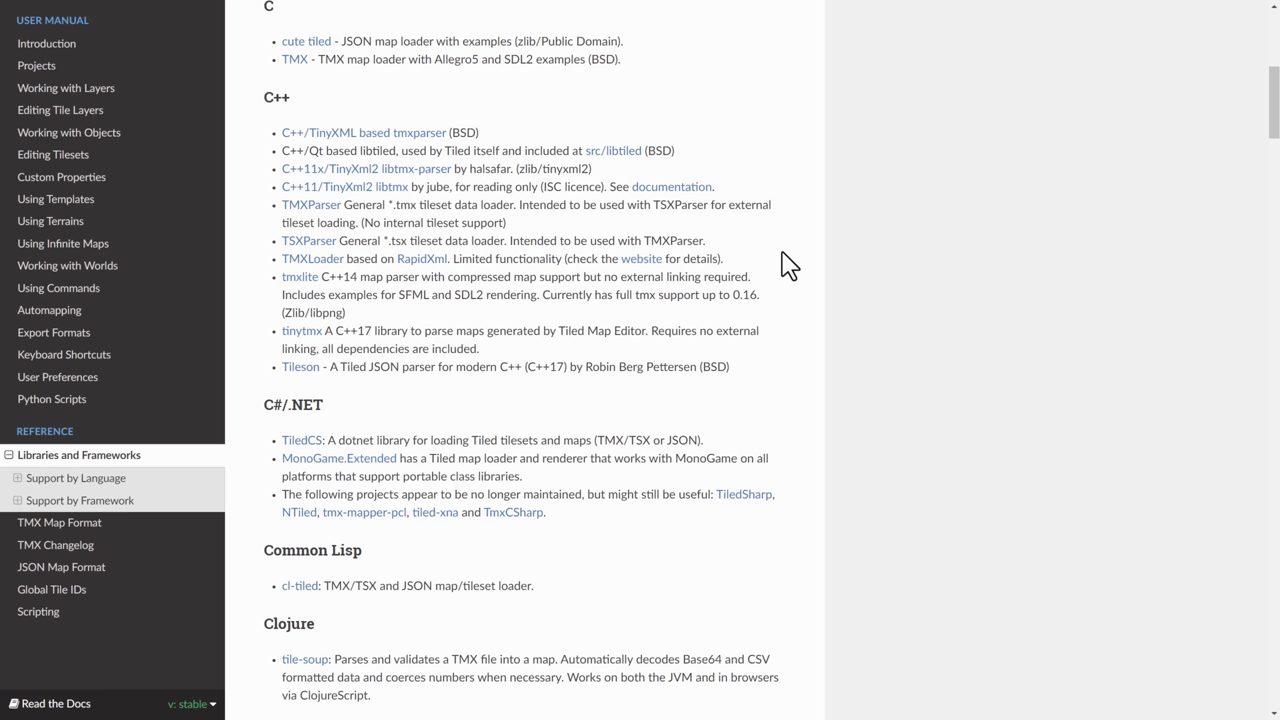 USER MANUAL
Introduction
Projects
Working with Layers
Editing Tile Layers
Working with Objects
Editing Tilesets
Custom Properties
Using Templates
Using Terrains
Using Infinite Maps
Working with Worlds
Using Commands
Automapping
Export Formats
Keyboard Shortcuts
User Preferences
Python Scripts
REFERENCE
Libraries and Frameworks
Support by Language
Support by Framework
TMX Map Format
TMX Changelog
JSON Map Format
Global Tile IDs
Scripting
Read the Docs
v: stable
C
• cute tiled - JSON map loader with examples (zlib/Public Domain).
• TMX - TMX map loader with Allegro5 and SDL2 examples (BSD).
C++
• C++/TinyXML based tmxparser (BSD)
• C++/Qt based libtiled, used by Tiled itself and included at src/libtiled (BSD)
• C++11x/TinyXml2 libtmx-parser by halsafar. (zlib/tinyxml2)
• C++11/TinyXml2 libtmx by jube, for reading only (ISC licence). See documentation.
• TMXParser General *.tmx tileset data loader. Intended to be used with TSXParser for external
tileset loading. (No internal tileset support)
• TSXParser General *.tsx tileset data loader. Intended to be used with TMXParser.
• TMXLoader based on RapidXml. Limited functionality (check the website for details).
• tmxlite C++14 map parser with compressed map support but no external linking required.
Includes examples for SFML and SDL2 rendering. Currently has full tmx support up to 0.16.
(Zlib/libpng)
• tinytmx A C++17 library to parse maps generated by Tiled Map Editor. Requires no external
linking, all dependencies are included.
• Tileson - A Tiled JSON parser for modern C++ (C++17) by Robin Berg Pettersen (BSD)
C#/.NET
• TiledCS: A dotnet library for loading Tiled tilesets and maps (TMX/TSX or JSON).
• MonoGame.Extended has a Tiled map loader and renderer that works with MonoGame on all
platforms that support portable class libraries.
• The following projects appear to be no longer maintained, but might still be useful: TiledSharp,
NTiled, tmx-mapper-pcl, tiled-xna and TmxCSharp.
Common Lisp
• cl-tiled: TMX/TSX and JSON map/tileset loader.
Clojure
• tile-soup: Parses and validates a TMX file into a map. Automatically decodes Base64 and CSV
formatted data and coerces numbers when necessary. Works on both the JVM and in browsers
via ClojureScript.